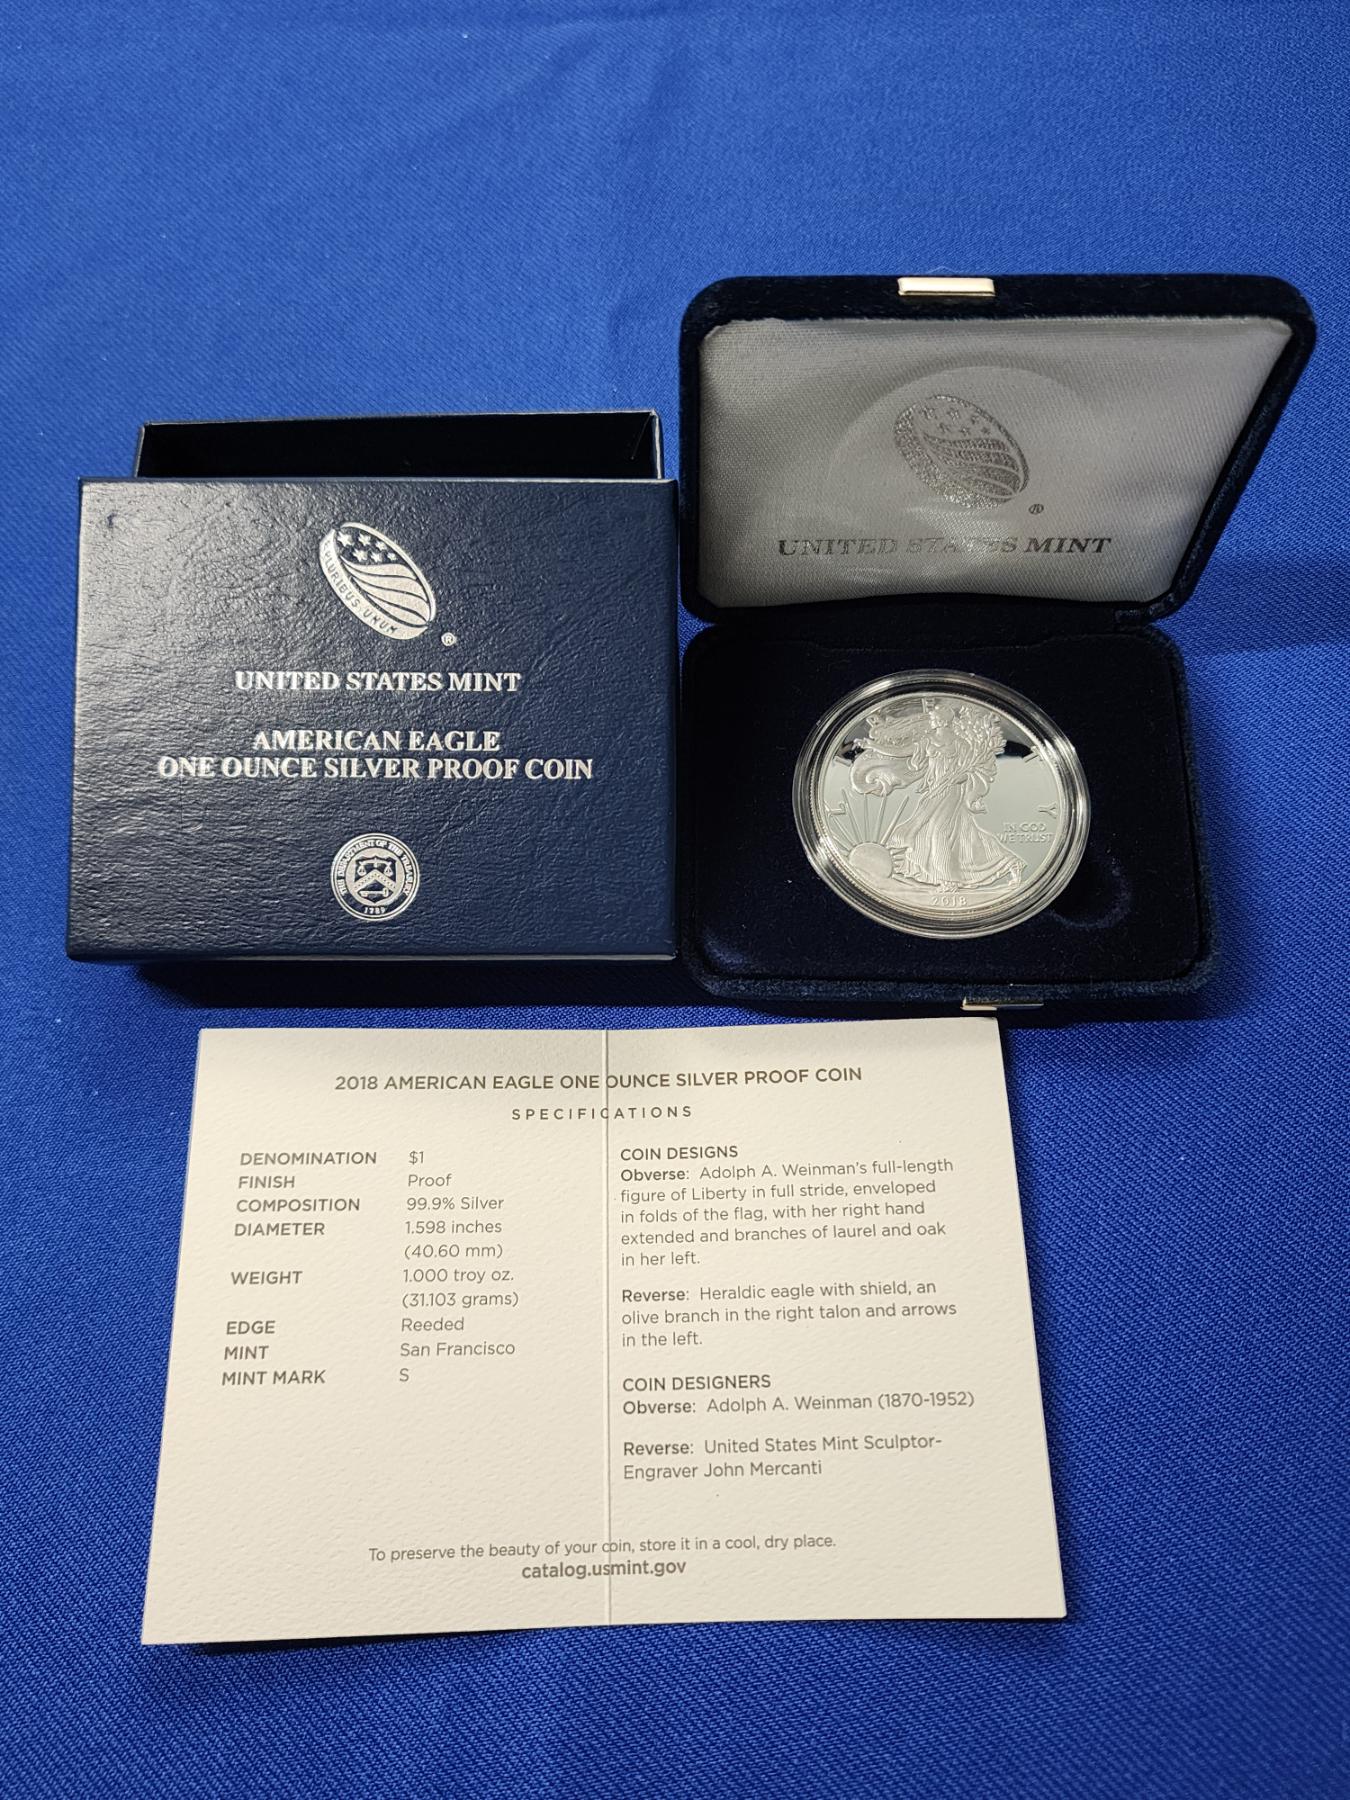 PLURIBUS UNUM
®
UNITED STATES MINT
AMERICAN EAGLE
ONE OUNCE SILVER PROOF COIN
THE DEPARTMENT OF THE TREASURY
1789
®
UNITED STATES MINT
LIBERTY
IN GOD
WE TRUST
2018
2018 AMERICAN EAGLE ONE OUNCE SILVER PROOF COIN
SPECIFICATIONS
DENOMINATION $1
FINISH Proof
COMPOSITION 99.9% Silver
DIAMETER 1.598 inches
(40.60 mm)
WEIGHT 1.000 troy oz.
(31.103 grams)
EDGE Reeded
MINT San Francisco
MINT MARK S
COIN DESIGNS
Obverse: Adolph A. Weinman's full-length
figure of Liberty in full stride, enveloped
in folds of the flag, with her right hand
extended and branches of laurel and oak
in her left.
Reverse: Heraldic eagle with shield, an
olive branch in the right talon and arrows
in the left.
COIN DESIGNERS
Obverse: Adolph A. Weinman (1870-1952)
Reverse: United States Mint Sculptor-
Engraver John Mercanti
To preserve the beauty of your coin, store it in a cool, dry place.
catalog.usmint.gov